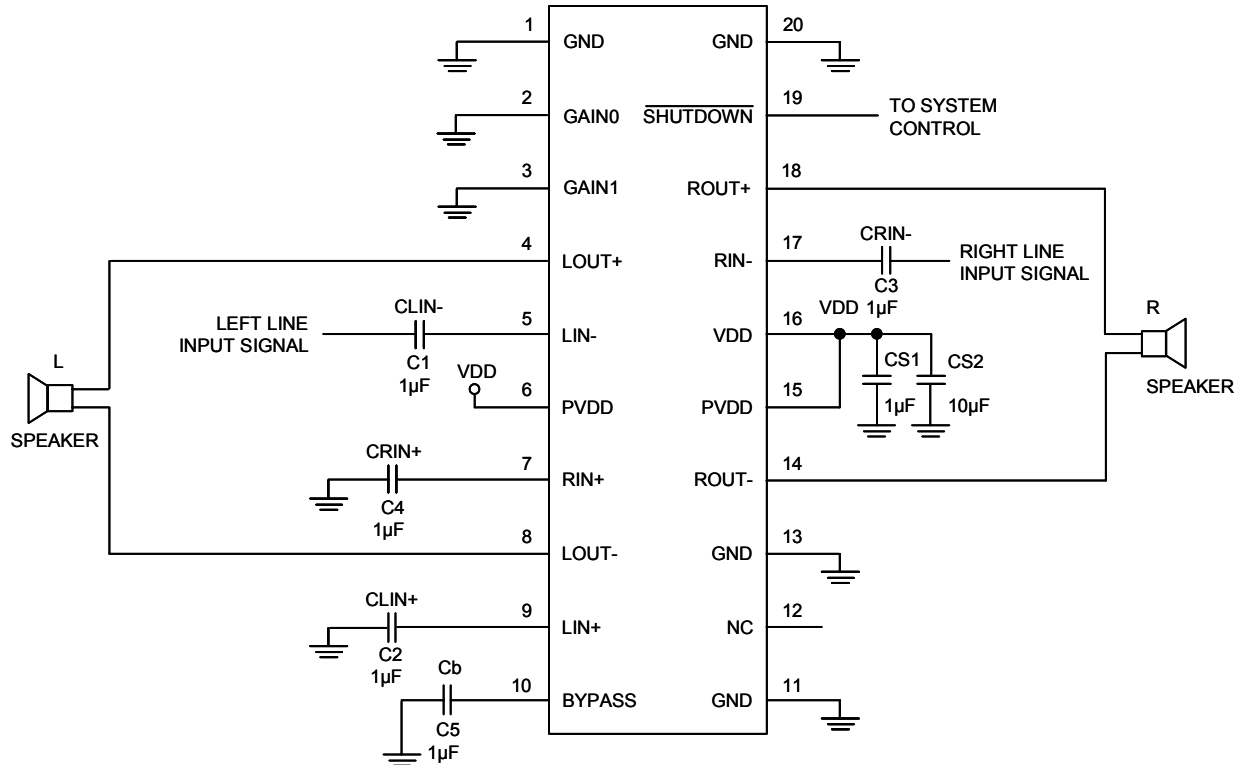 1
GND
GND
20
2
GAIN0
SHUTDOWN
19
TO SYSTEM
CONTROL
3
GAIN1
ROUT+
18
4
LOUT+
RIN-
17
CRIN-
C3
1µF
RIGHT LINE
INPUT SIGNAL
LEFT LINE
INPUT SIGNAL
CLIN-
C1
1µF
5
LIN-
VDD
16
VDD
CS1
1µF
CS2
10µF
R
SPEAKER
L
SPEAKER
VDD
6
PVDD
PVDD
15
CRIN+
C4
1µF
7
RIN+
ROUT-
14
8
LOUT-
GND
13
CLIN+
C2
1µF
9
LIN+
NC
12
Cb
C5
1µF
10
BYPASS
GND
11